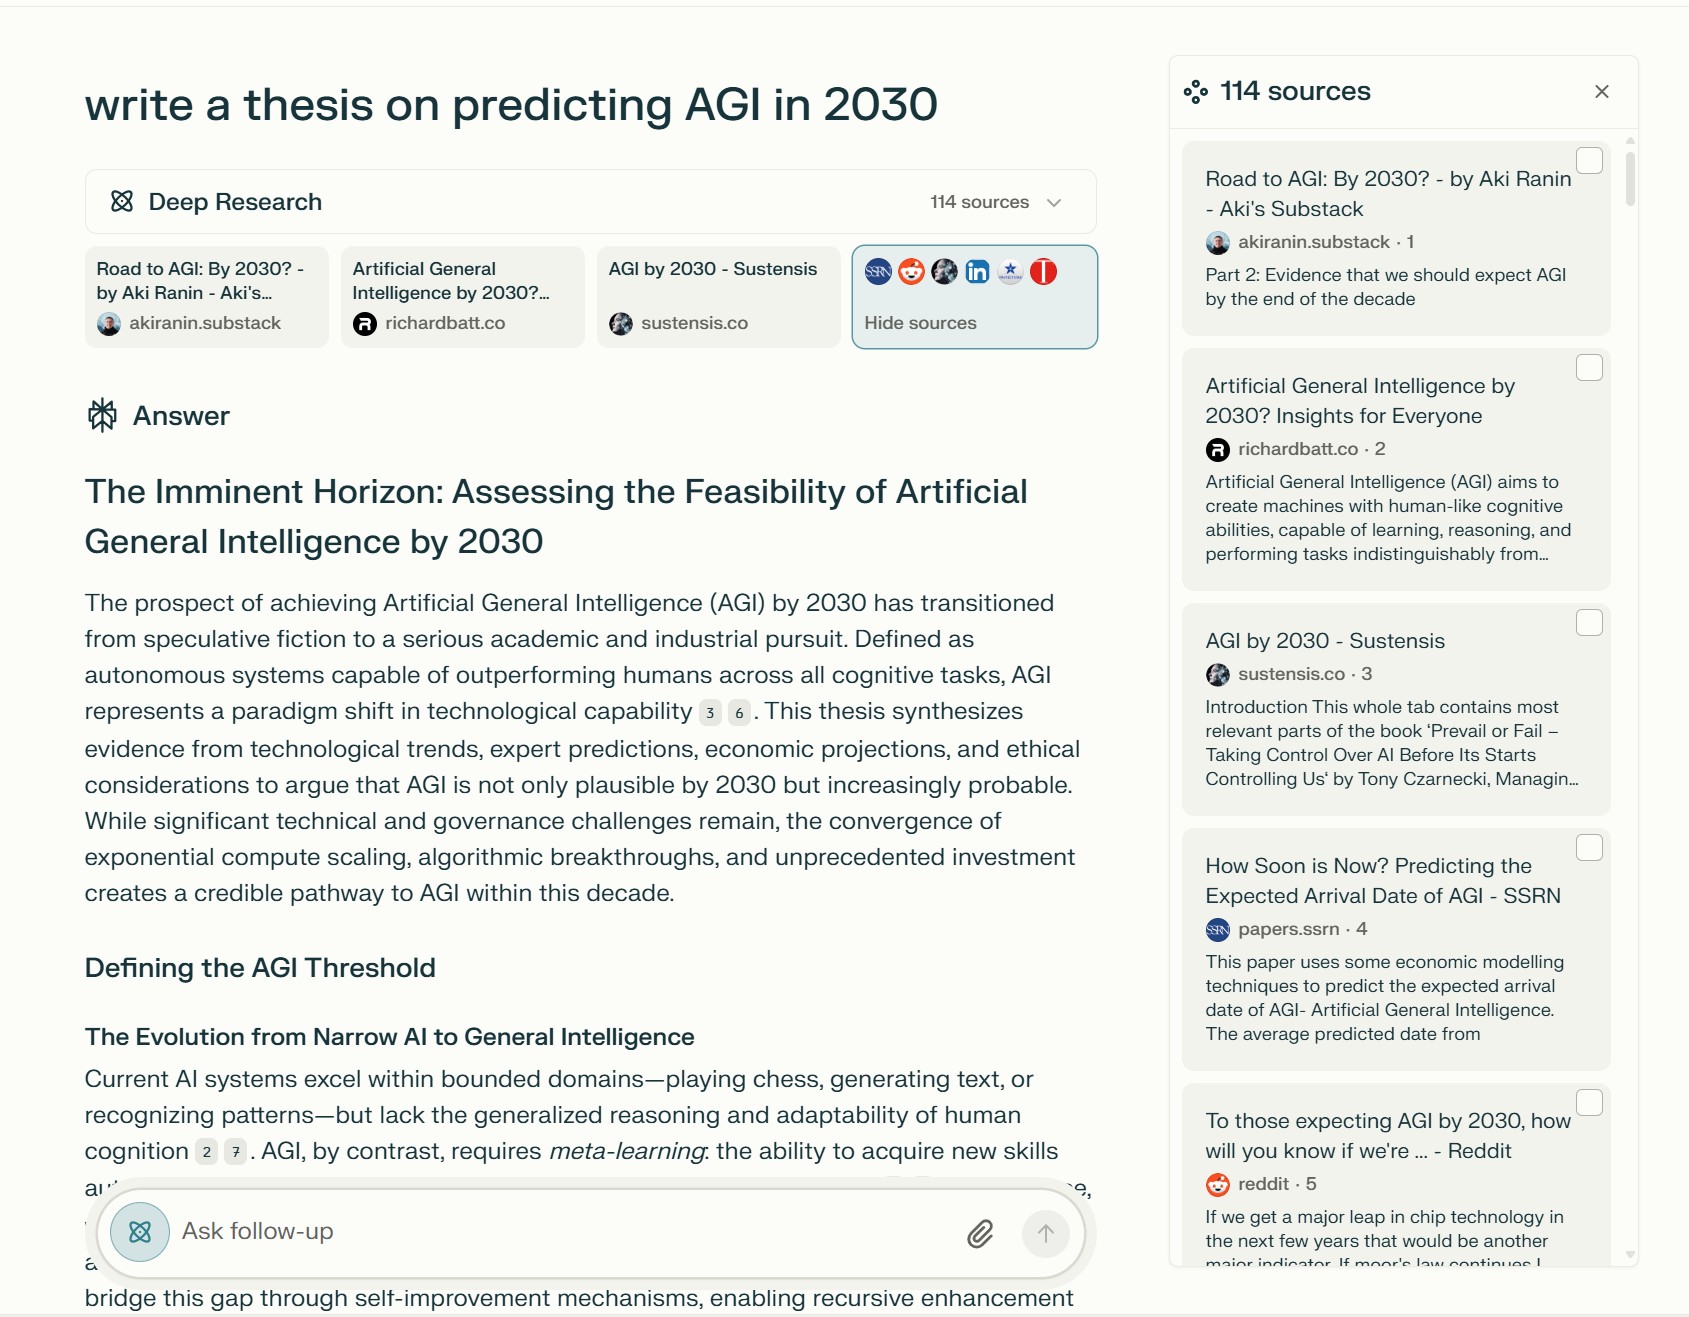 write a thesis on predicting AGI in 2030
Deep Research
114 sources
Road to AGI: By 2030? -
by Aki Ranin - Aki's...
akiranin.substack
Artificial General
Intelligence by 2030?...
richardbatt.co
AGI by 2030 - Sustensis
sustensis.co
SSRN
in
Hide sources
Answer
The Imminent Horizon: Assessing the Feasibility of Artificial
General Intelligence by 2030
The prospect of achieving Artificial General Intelligence (AGI) by 2030 has transitioned
from speculative fiction to a serious academic and industrial pursuit. Defined as
autonomous systems capable of outperforming humans across all cognitive tasks, AGI
represents a paradigm shift in technological capability 3 6 . This thesis synthesizes
evidence from technological trends, expert predictions, economic projections, and ethical
considerations to argue that AGI is not only plausible by 2030 but increasingly probable.
While significant technical and governance challenges remain, the convergence of
exponential compute scaling, algorithmic breakthroughs, and unprecedented investment
creates a credible pathway to AGI within this decade.
Defining the AGI Threshold
The Evolution from Narrow AI to General Intelligence
Current AI systems excel within bounded domains—playing chess, generating text, or
recognizing patterns—but lack the generalized reasoning and adaptability of human
cognition 2 7 . AGI, by contrast, requires meta-learning: the ability to acquire new skills
Ask follow-up
bridge this gap through self-improvement mechanisms, enabling recursive enhancement
114 sources
Road to AGI: By 2030? - by Aki Ranin
- Aki's Substack
akiranin.substack · 1
Part 2: Evidence that we should expect AGI
by the end of the decade
Artificial General Intelligence by
2030? Insights for Everyone
richardbatt.co · 2
Artificial General Intelligence (AGI) aims to
create machines with human-like cognitive
abilities, capable of learning, reasoning, and
performing tasks indistinguishably from...
AGI by 2030 - Sustensis
sustensis.co · 3
Introduction This whole tab contains most
relevant parts of the book ‘Prevail or Fail –
Taking Control Over AI Before Its Starts
Controlling Us‘ by Tony Czarnecki, Managin...
How Soon is Now? Predicting the
Expected Arrival Date of AGI - SSRN
SSRN papers.ssrn · 4
This paper uses some economic modelling
techniques to predict the expected arrival
date of AGI- Artificial General Intelligence.
The average predicted date from
To those expecting AGI by 2030, how
will you know if we're ... - Reddit
reddit · 5
If we get a major leap in chip technology in
the next few years that would be another
major indicator. If moor's law continues I